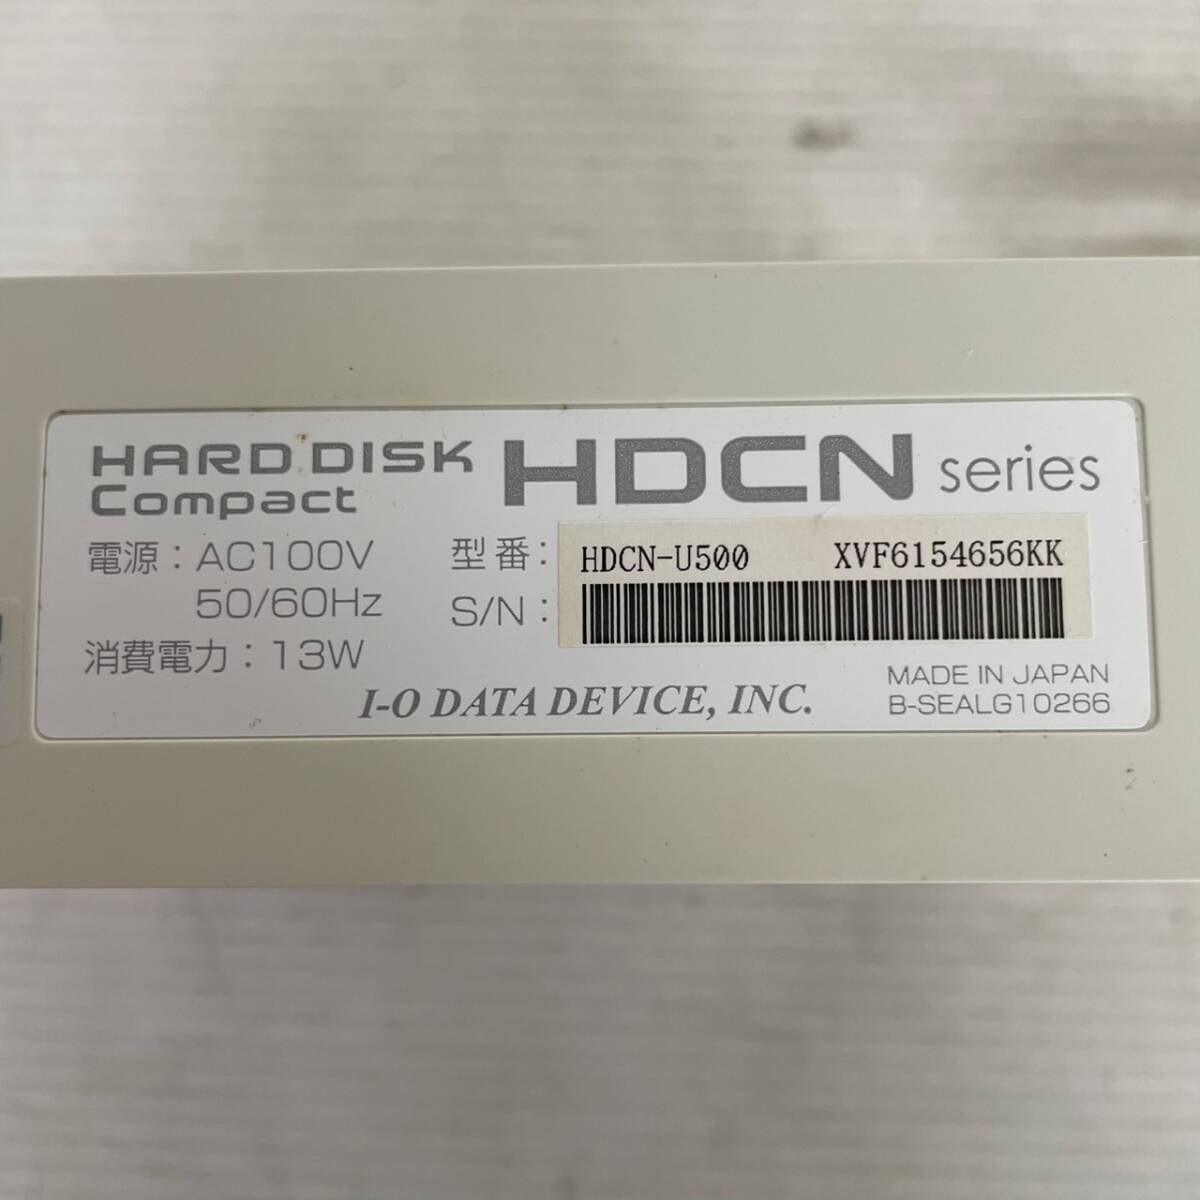 HARD DISK
Compact
HDCN series
電源：AC100V
50/60Hz
消費電力：13W
型番：
HDCN-U500 XVF6154656KK
S/N：
I-O DATA DEVICE, INC.
MADE IN JAPAN
B-SEALG10266